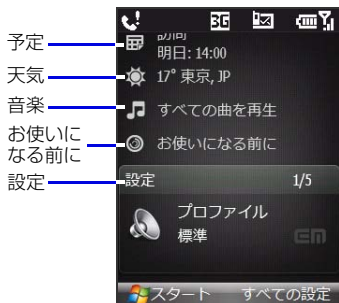 予定
天気
音楽
お使いに
なる前に
設定
3G
訪問
明日: 14:00
17° 東京, JP
すべての曲を再生
お使いになる前に
設定 1/5
プロファイル
標準
EM
スタート すべての設定